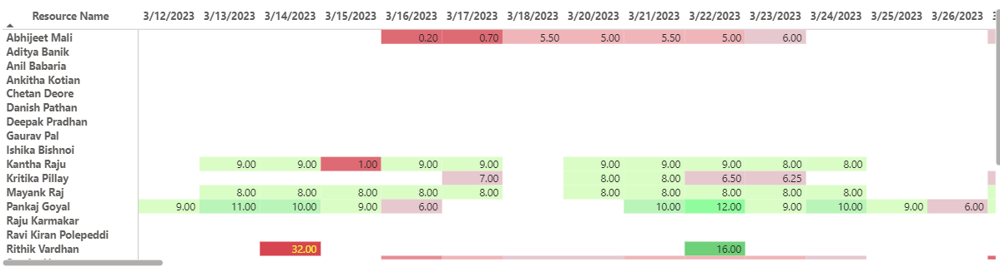 Resource Name 3/12/2023 3/13/2023 3/14/2023 3/15/2023 3/16/2023 3/17/2023 3/18/2023 3/20/2023 3/21/2023 3/22/2023 3/23/2023 3/24/2023 3/25/2023 3/26/2023
Abhijeet Mali 0.20 0.70 5.50 5.00 5.50 5.00 6.00
Aditya Banik
Anil Babaria
Ankitha Kotian
Chetan Deore
Danish Pathan
Deepak Pradhan
Gaurav Pal
Ishika Bishnoi
Kantha Raju 9.00 9.00 1.00 9.00 9.00 9.00 9.00 9.00 8.00 8.00
Kritika Pillay 7.00 8.00 8.00 6.50 6.25
Mayank Raj 8.00 8.00 8.00 8.00 8.00 8.00 8.00 8.00 8.00 8.00
Pankaj Goyal 9.00 11.00 10.00 9.00 6.00 10.00 12.00 9.00 10.00 9.00 6.00
Raju Karmakar
Ravi Kiran Polepeddi
Rithik Vardhan 32.00 16.00